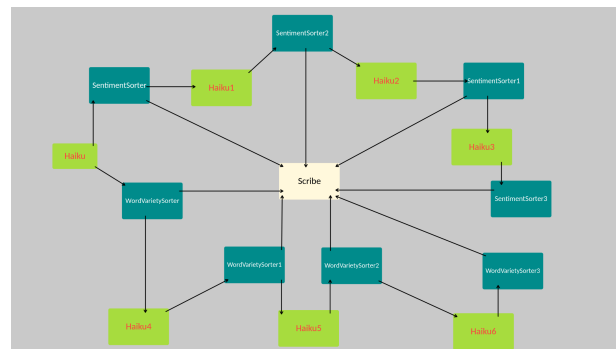 SentimentSorter2
SentimentSorter
Haiku1
Haiku2
SentimentSorter1
Haiku
Haiku3
Scribe
WordVarietySorter
SentimentSorter3
WordVarietySorter1
WordVarietySorter2
WordVarietySorter3
Haiku4
Haiku5
Haiku6